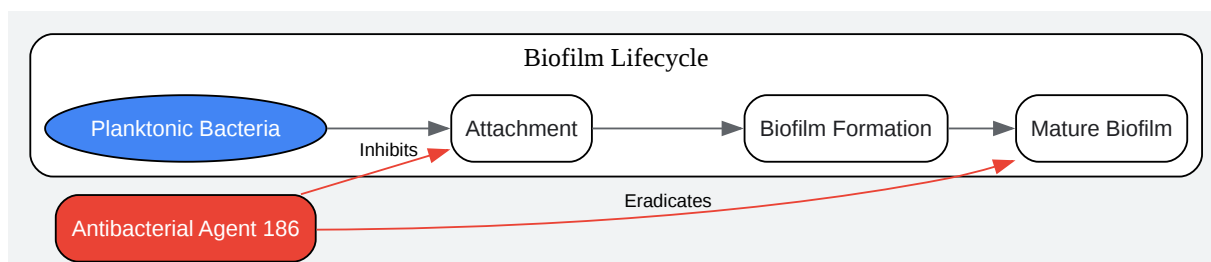 Biofilm Lifecycle
Planktonic Bacteria
Attachment
Biofilm Formation
Mature Biofilm
Inhibits
Eradicates
Antibacterial Agent 186